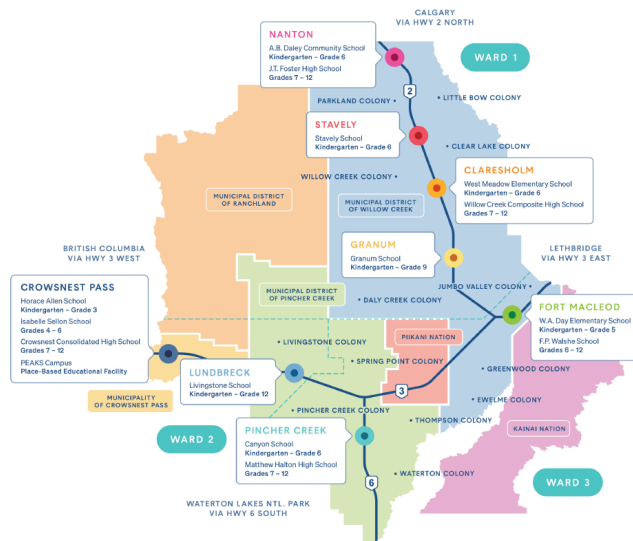 CALGARY
VIA HWY 2 NORTH
NANTON
A.B. Daley Community School
Kindergarten – Grade 6
J.T. Foster High School
Grades 7 – 12
WARD 1
2
PARKLAND COLONY
LITTLE BOW COLONY
STAVELY
Stavely School
Kindergarten – Grade 6
CLEAR LAKE COLONY
WILLOW CREEK COLONY
CLARESHOLM
West Meadow Elementary School
Kindergarten – Grade 6
Willow Creek Composite High School
Grades 7 – 12
MUNICIPAL DISTRICT
OF RANCHLAND
MUNICIPAL DISTRICT
OF WILLOW CREEK
GRANUM
Granum School
Kindergarten – Grade 9
BRITISH COLUMBIA
VIA HWY 3 WEST
LETHBRIDGE
VIA HWY 3 EAST
CROWSNEST PASS
Horace Allen School
Kindergarten – Grade 3
Isabelle Sellon School
Grades 4 – 6
Crowsnest Consolidated High School
Grades 7 – 12
PEAKS Campus
Place-Based Educational Facility
MUNICIPAL DISTRICT
OF PINCHER CREEK
JUMBO VALLEY COLONY
DALY CREEK COLONY
FORT MACLEOD
W.A. Day Elementary School
Kindergarten – Grade 5
F.P. Walshe School
Grades 6 – 12
LIVINGSTONE COLONY
PIIKANI NATION
SPRING POINT COLONY
LUNDBRECK
Livingstone School
Kindergarten – Grade 12
GREENWOOD COLONY
3
MUNICIPALITY
OF CROWSNEST PASS
EWELME COLONY
PINCHER CREEK COLONY
THOMPSON COLONY
KAINAI NATION
WARD 2
PINCHER CREEK
Canyon School
Kindergarten – Grade 6
Matthew Halton High School
Grades 7 – 12
WATERTON COLONY
WARD 3
6
WATERTON LAKES NTL. PARK
VIA HWY 6 SOUTH